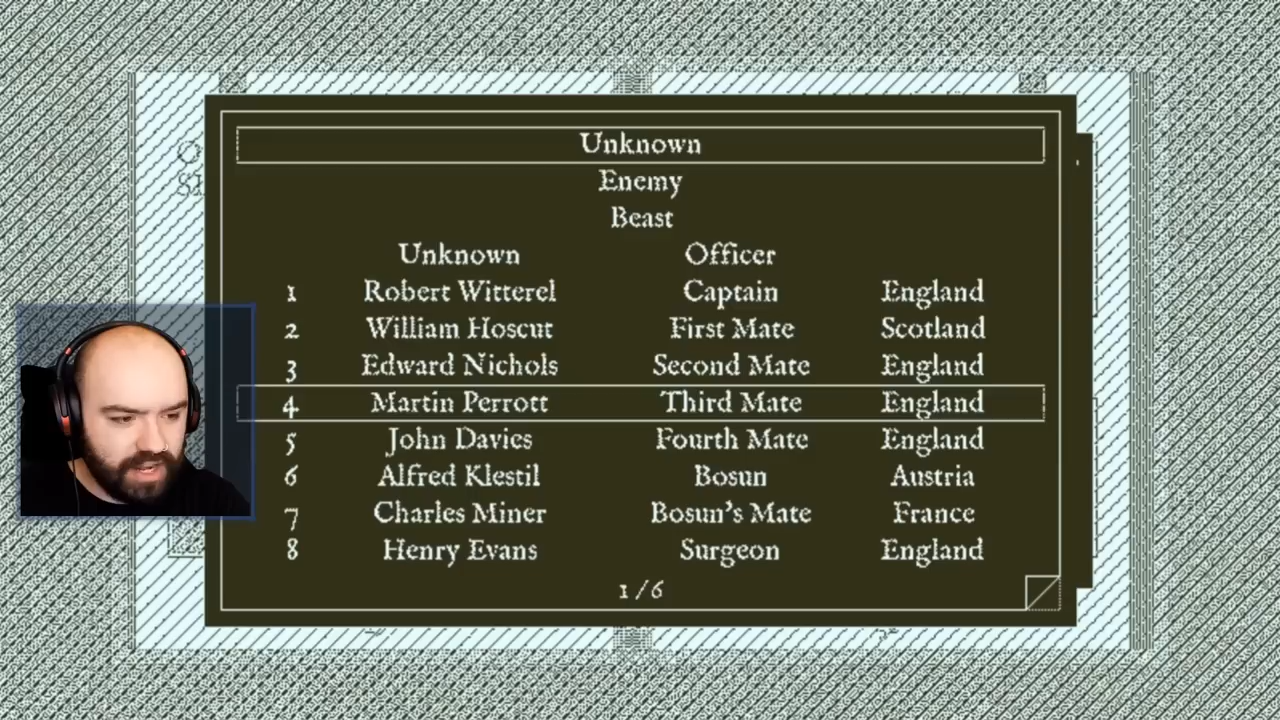 Unknown
Enemy
Beast
Unknown Officer
1 Robert Witterel Captain England
2 William Hoscut First Mate Scotland
3 Edward Nichols Second Mate England
4 Martin Perrott Third Mate England
5 John Davies Fourth Mate England
6 Alfred Klestil Bosun Austria
7 Charles Miner Bosun's Mate France
8 Henry Evans Surgeon England
1/6